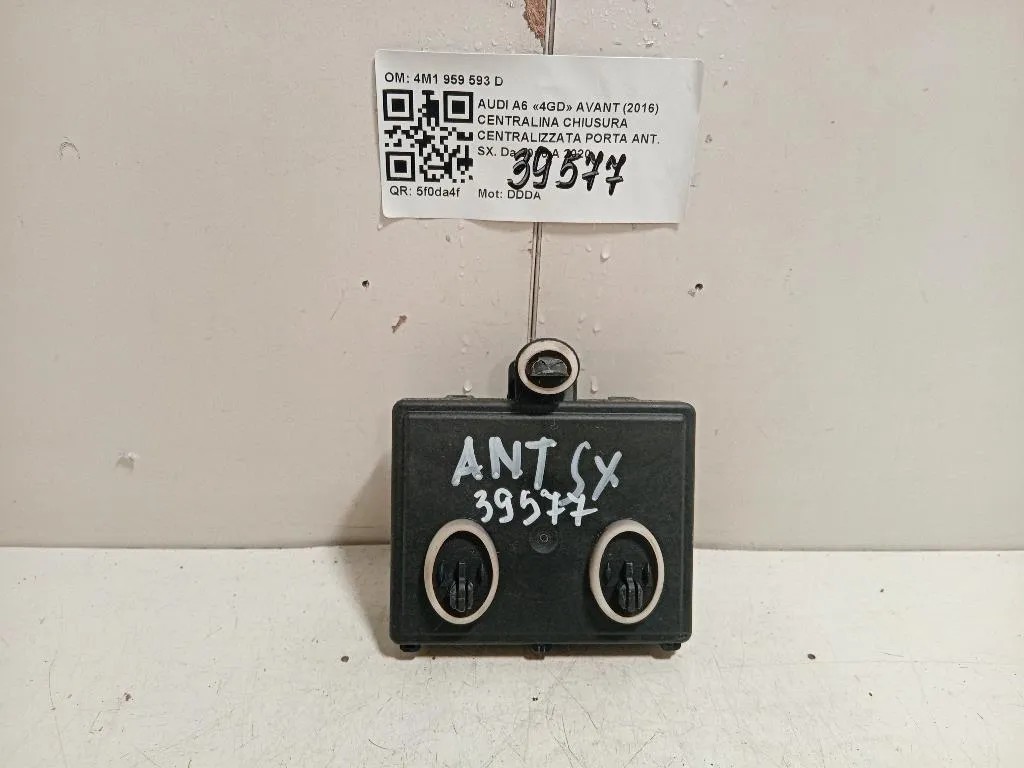 OM: 4M1 959 593 D
AUDI A6 «4GD» AVANT (2016)
CENTRALINA CHIUSURA
CENTRALIZZATA PORTA ANT.
SX. Da A
39577
QR: 5f0da4f Mot: DDDA
ANT SX
39577